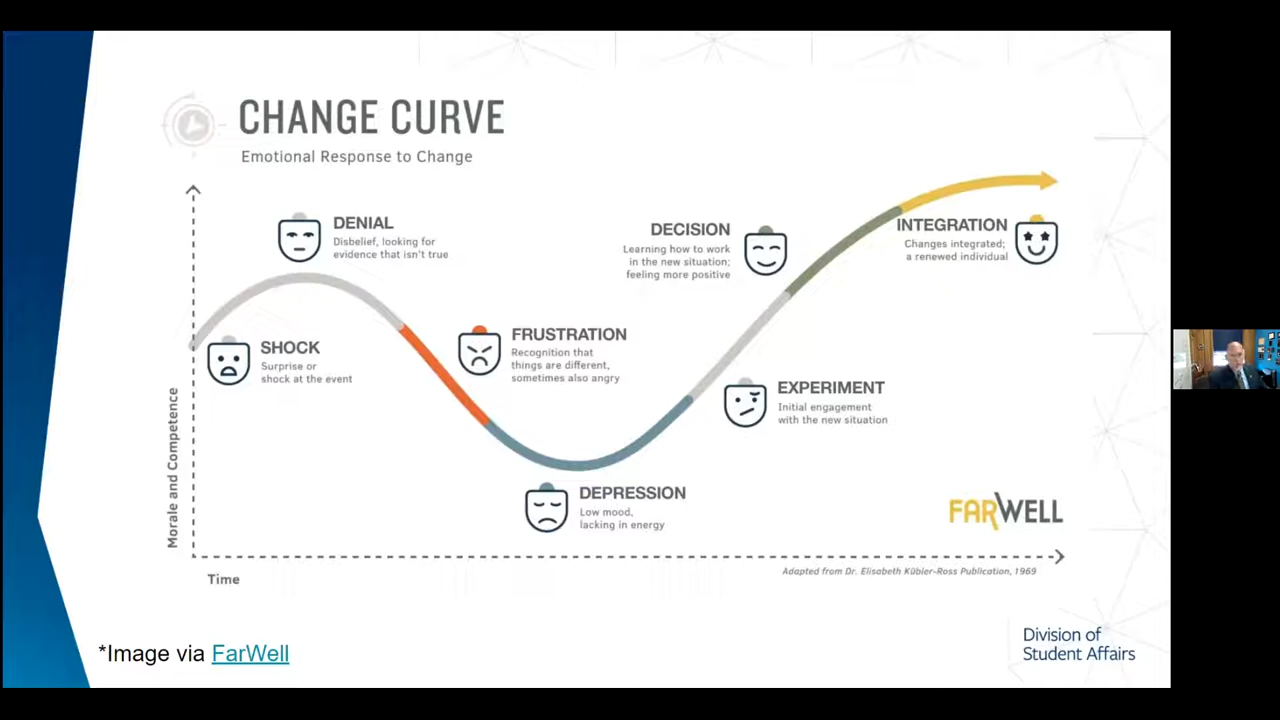 CHANGE CURVE
Emotional Response to Change
DENIAL
Disbelief, looking for
evidence that isn't true
DECISION
Learning how to work
in the new situation;
feeling more positive
INTEGRATION
Changes integrated;
a renewed individual
SHOCK
Surprise or
shock at the event
FRUSTRATION
Recognition that
things are different,
sometimes also angry
EXPERIMENT
Initial engagement
with the new situation
DEPRESSION
Low mood,
lacking in energy
Morale and Competence
Time
FARWELL
Adapted from Dr. Elisabeth Kübler-Ross Publication, 1969
*Image via FarWell
Division of
Student Affairs